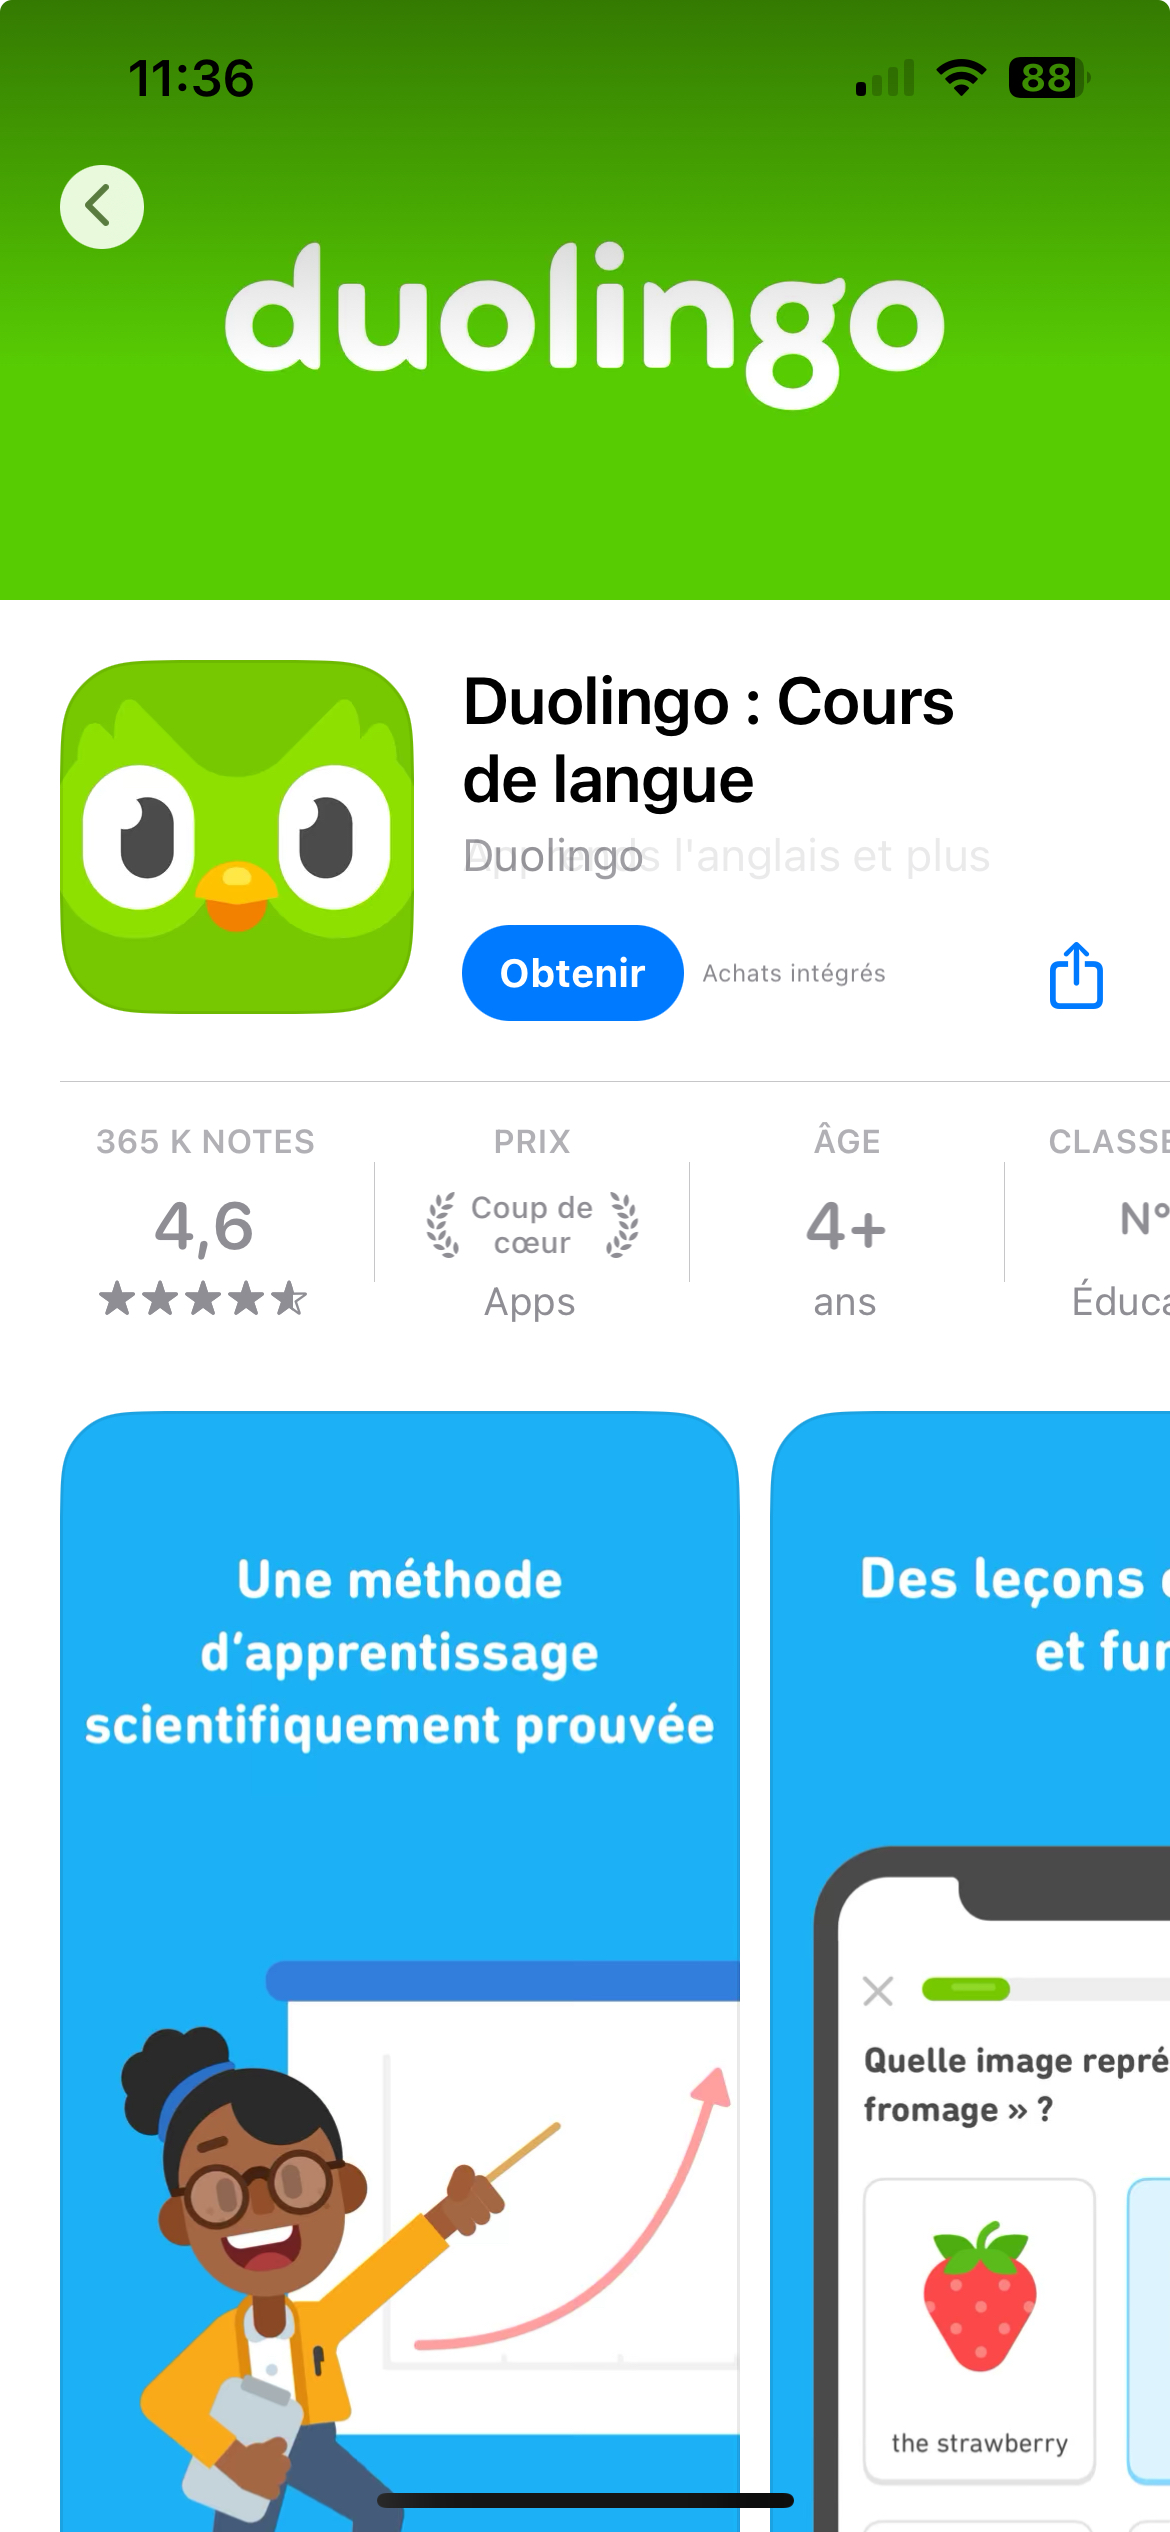 11:36
88
duolingo
Duolingo : Cours
de langue
Duolingo
Apprends l'anglais et plus
Obtenir
Achats intégrés
365 K NOTES
4,6
PRIX
Coup de
cœur
Apps
ÂGE
4+
ans
CLASSE
N°
Éduca
Une méthode
d’apprentissage
scientifiquement prouvée
Des leçons
et fun
Quelle image repré
fromage » ?
the strawberry